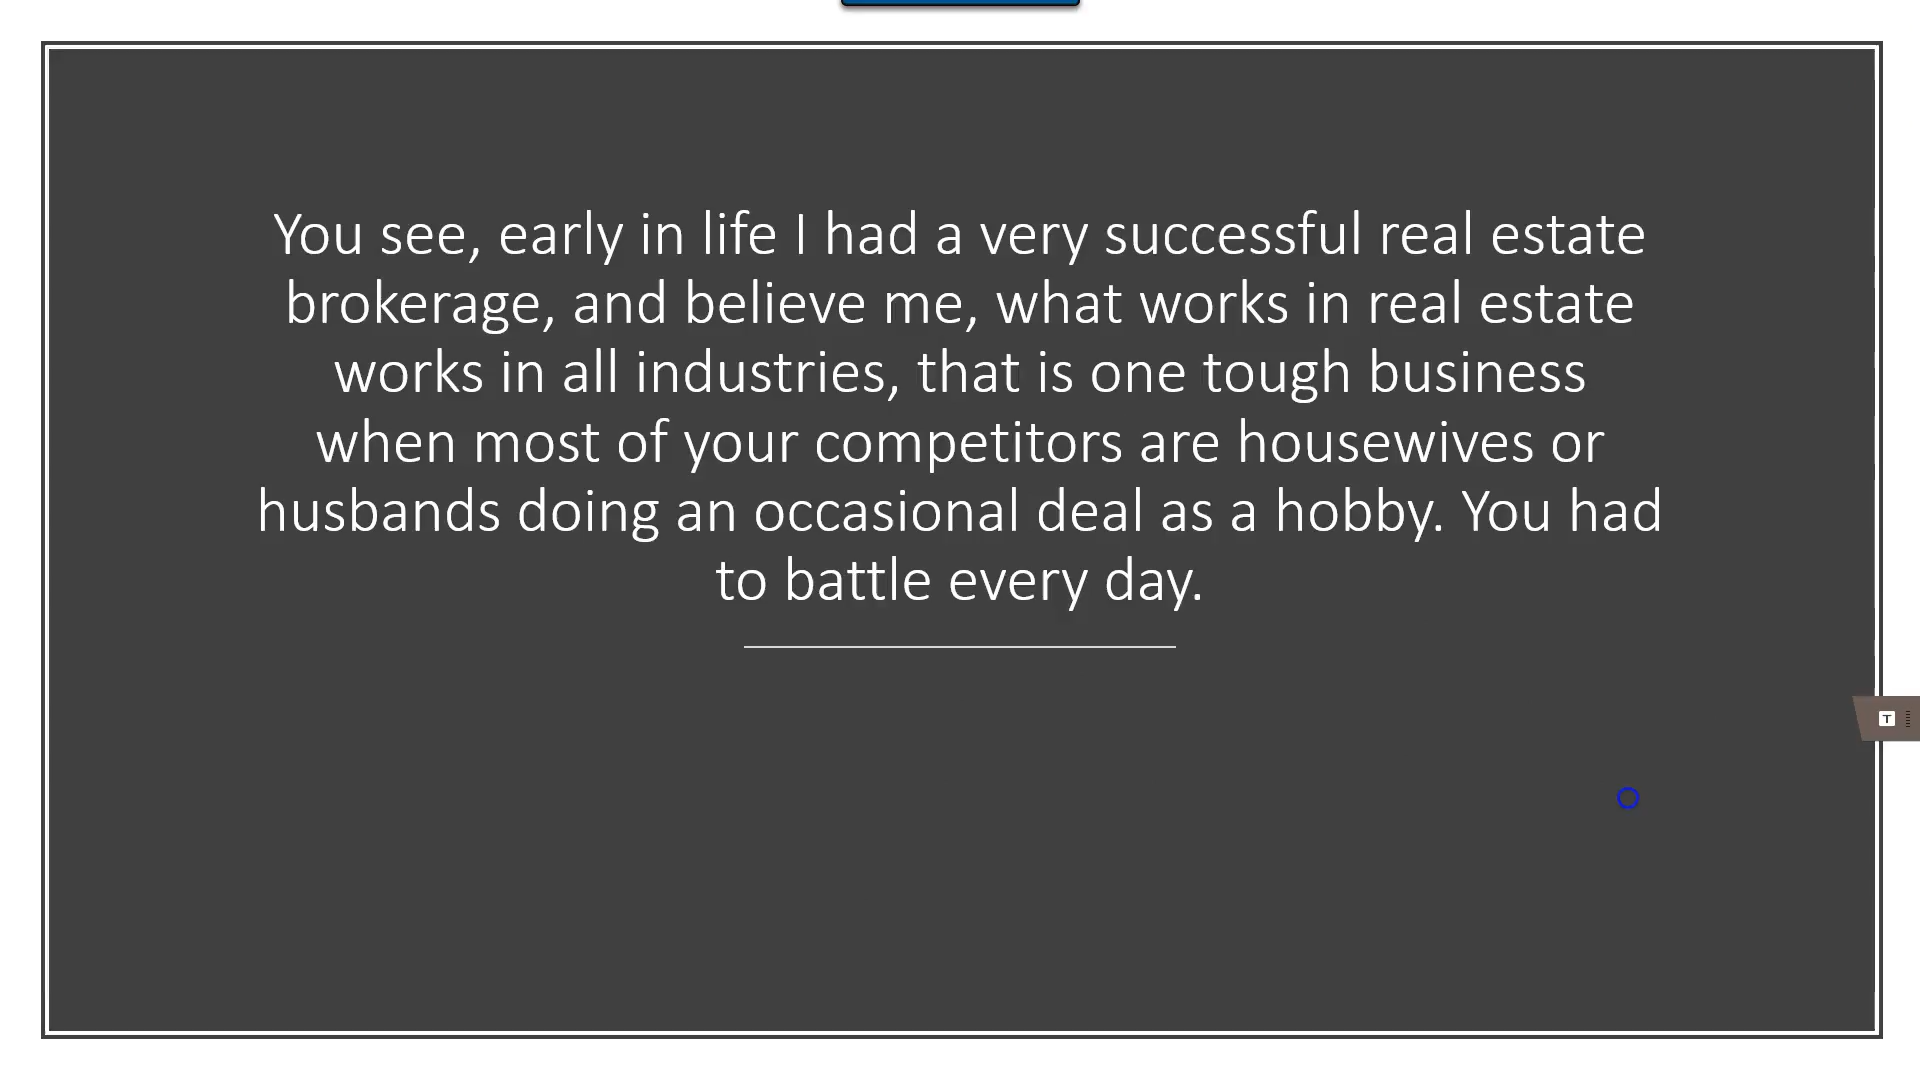 You see, early in life I had a very successful real estate
brokerage, and believe me, what works in real estate
works in all industries, that is one tough business
when most of your competitors are housewives or
husbands doing an occasional deal as a hobby. You had
to battle every day.
T